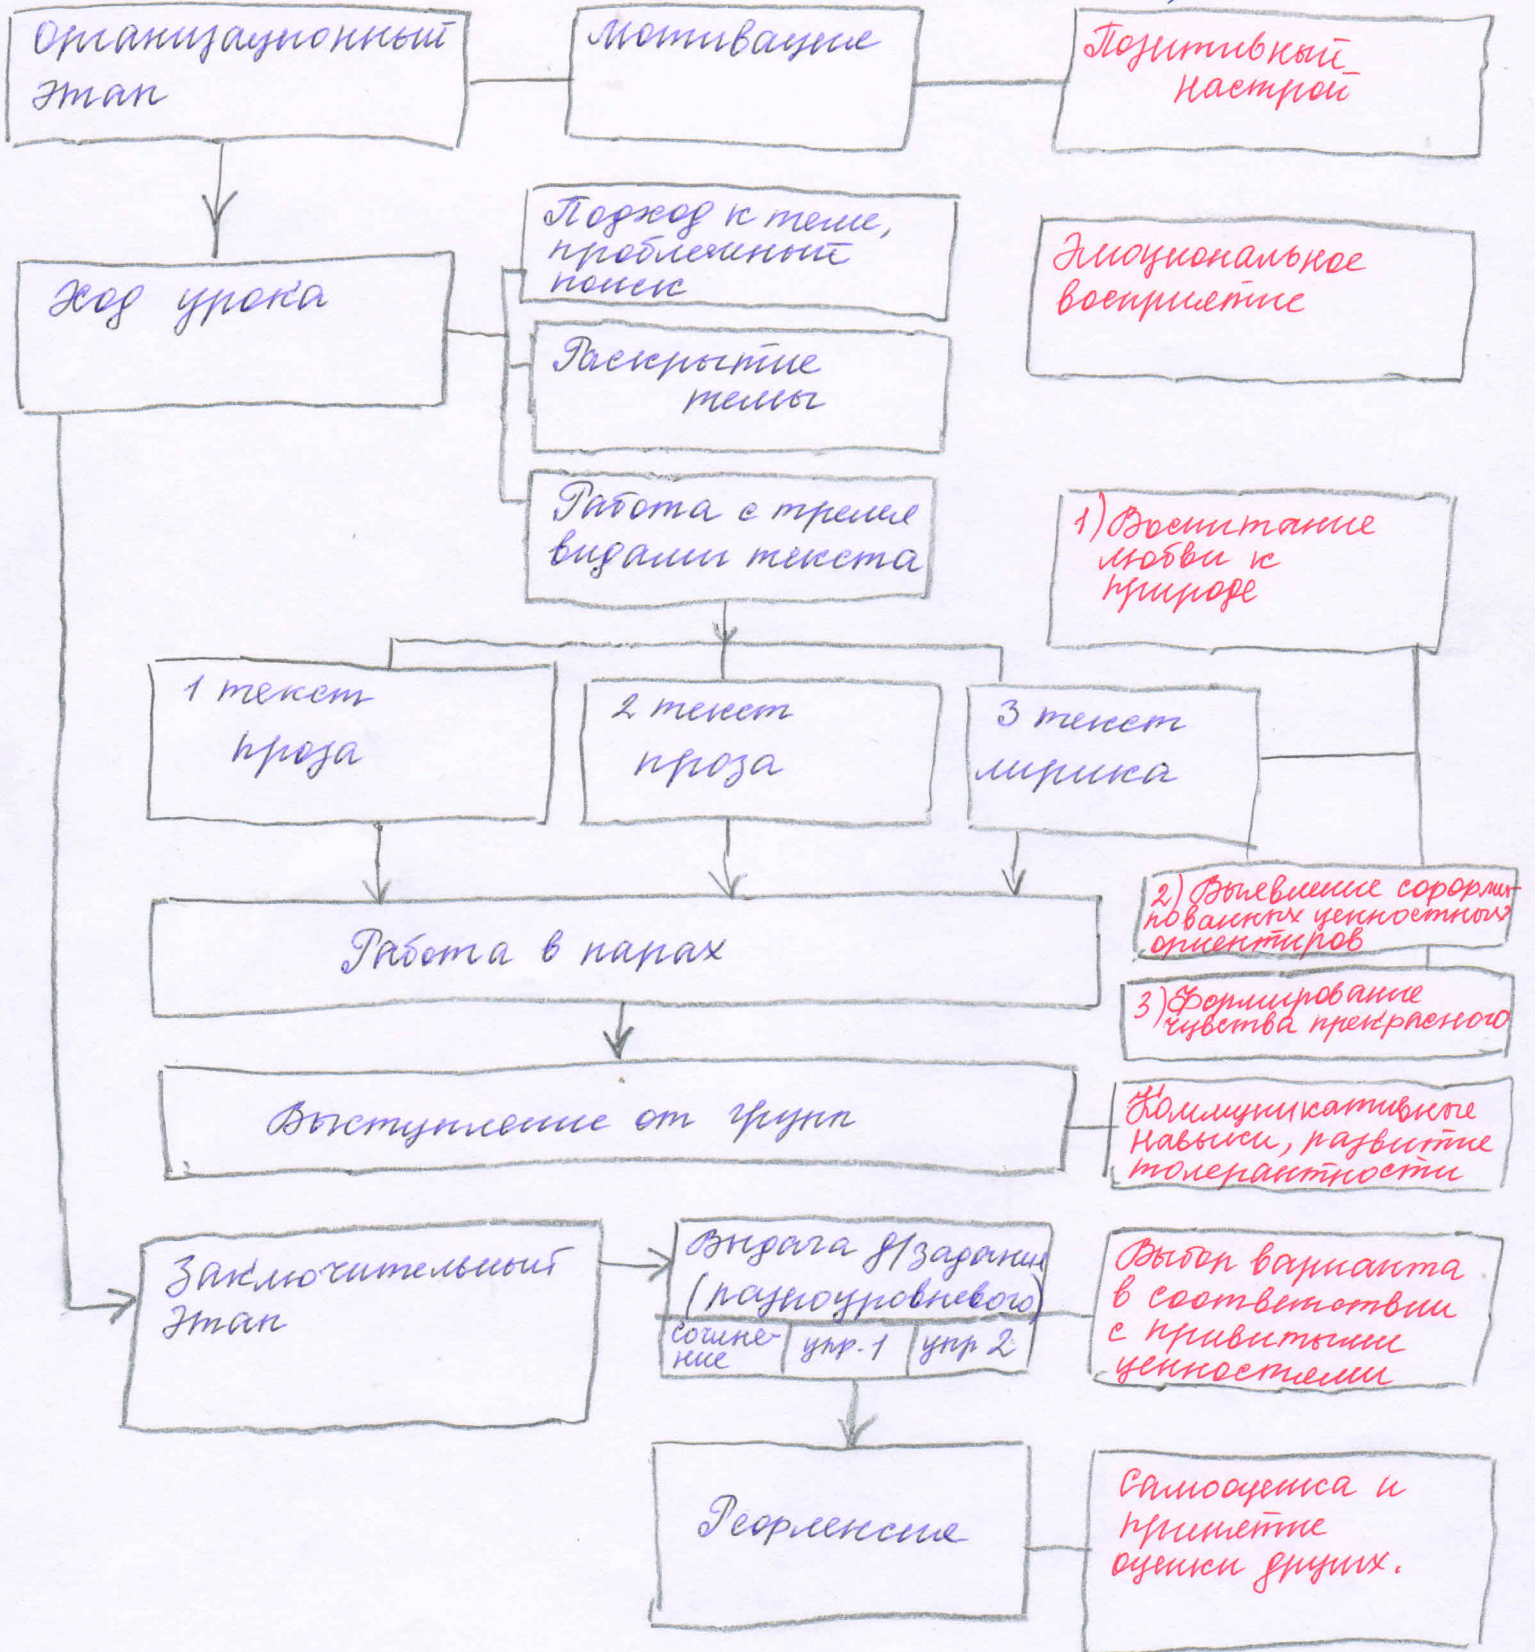 Организационный
этап
Мотивация
Позитивный
настрой
Подход к теме,
проблемный
поиск
Эмоциональное
восприятие
Ход урока
Раскрытие
темы
Работа с тремя
видами текста
1) Воспитание
любви к
природе
1 текст
проза
2 текст
проза
3 текст
лирика
2) Выявление сформи-
рованных ценностных
ориентиров
Работа в парах
3) Формирование
чувства прекрасного
Выступление от групп
Коммуникативные
навыки, развитие
толерантности
Заключительный
этап
Выдача д/задания
(разноуровневого)
сочине-
ние
упр. 1
упр 2
Выбор варианта
в соответствии
с привитыми
ценностями
Рефлексия
Самооценка и
принятие
оценки других.